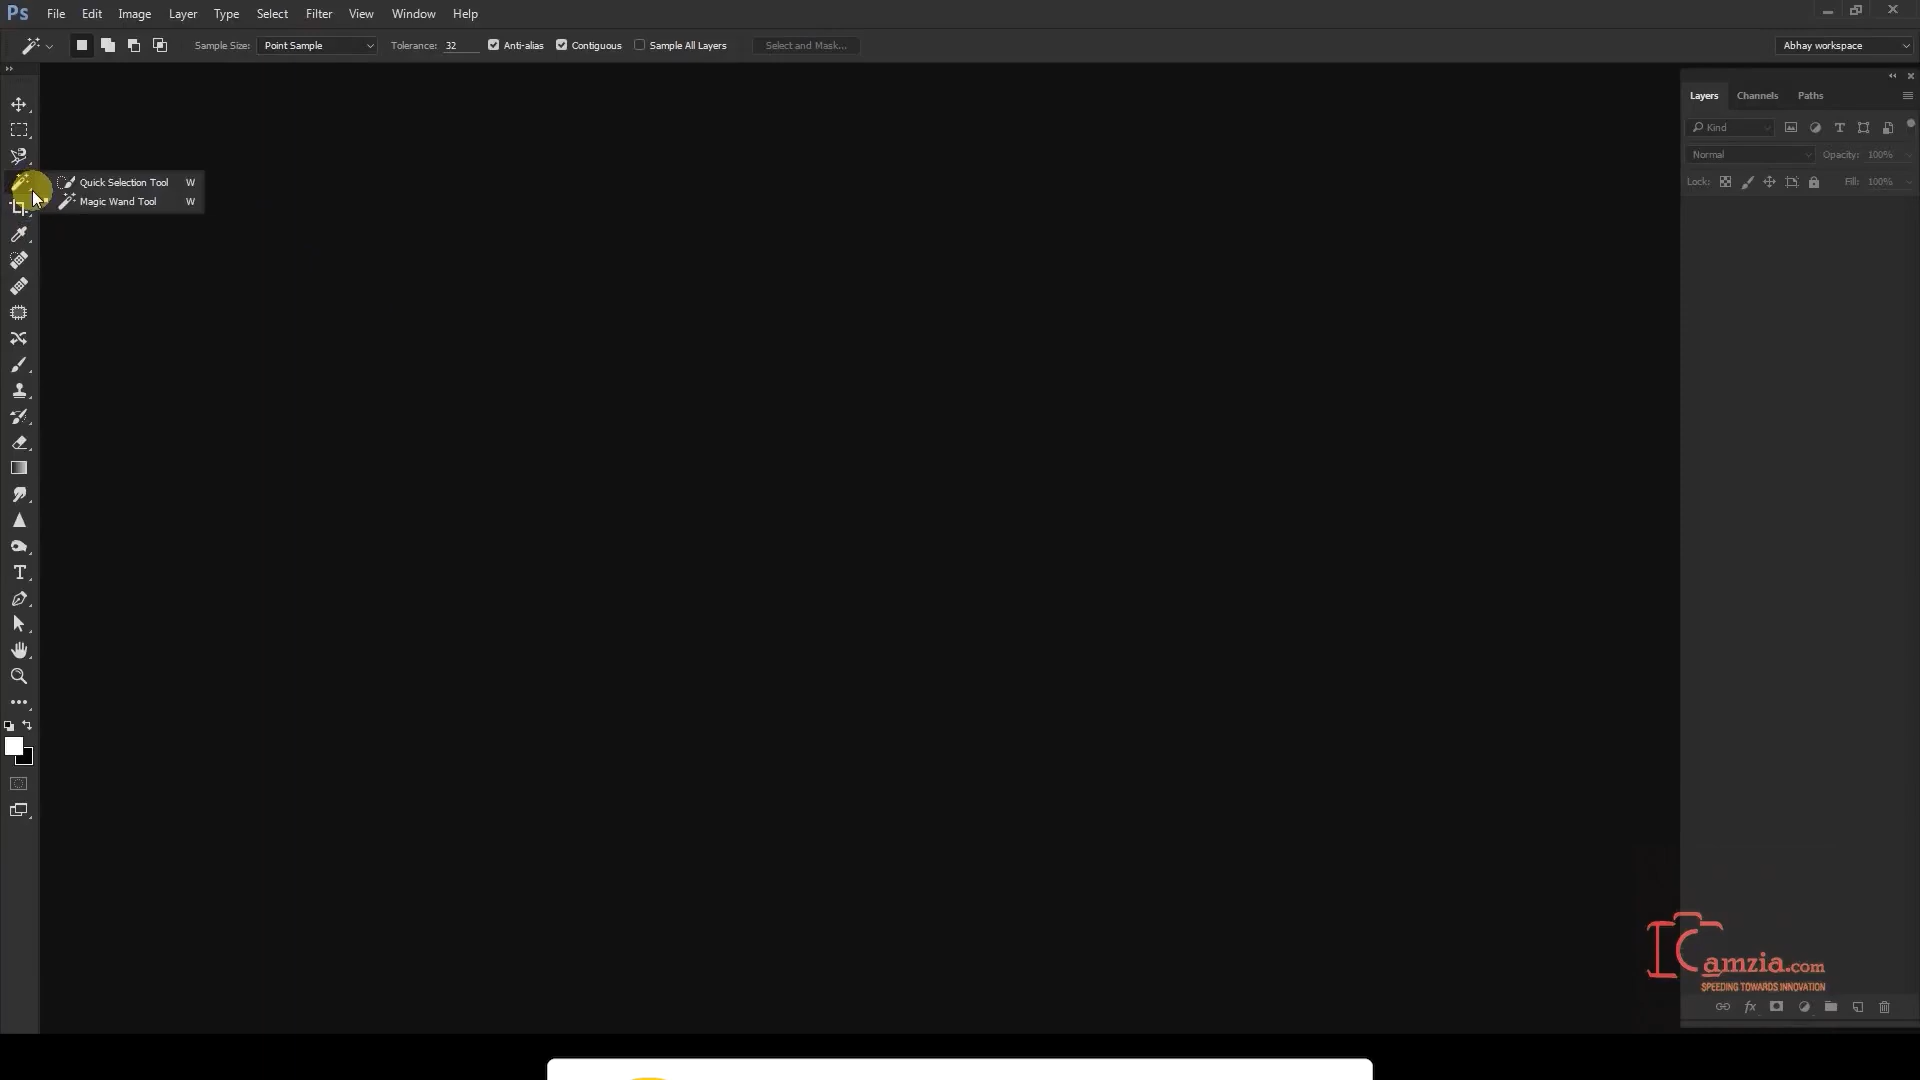 Ps File Edit Image Layer Type Select Filter View Window Help
Sample Size: Point Sample Tolerance: 32 Anti-alias Contiguous Sample All Layers Select and Mask... Abhay workspace
Layers Channels Paths
Kind
Normal Opacity: 100%
Lock: Fill: 100%
Quick Selection Tool W
Magic Wand Tool W
ICamzia.com
SPEEDING TOWARDS INNOVATION
fx